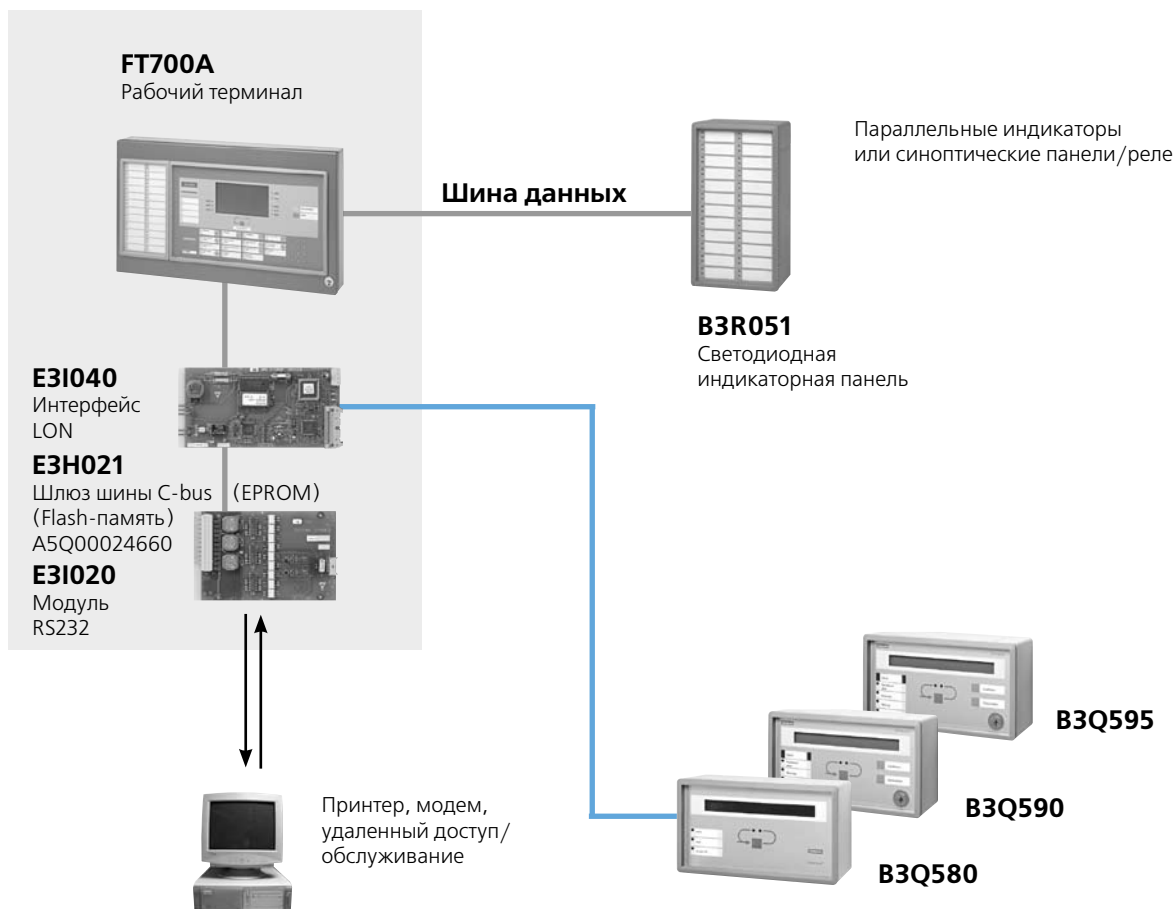 FT700A
Рабочий терминал
Шина данных
Параллельные индикаторы
или синоптические панели/реле
B3R051
Светодиодная
индикаторная панель
E3I040
Интерфейс
LON
E3H021
Шлюз шины C-bus (EPROM)
(Flash-память)
A5Q00024660
E3I020
Модуль
RS232
Принтер, модем,
удаленный доступ/
обслуживание
B3Q595
B3Q590
B3Q580